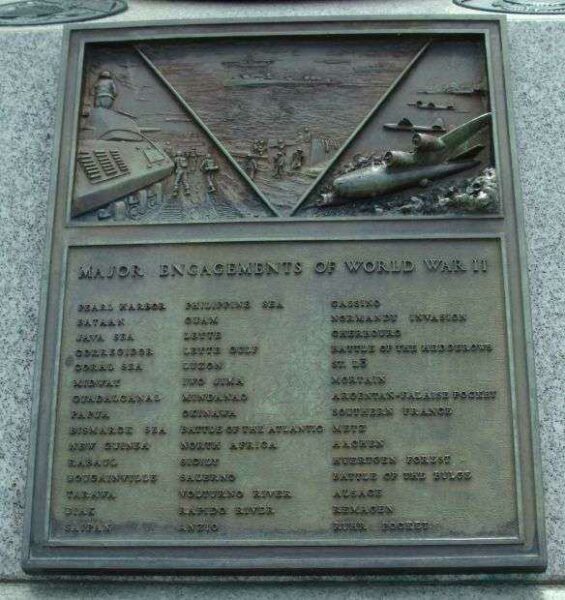 MAJOR ENGAGEMENTS OF WORLD WAR II
PEARL HARBOR
BATAAN
JAVA SEA
CORREGIDOR
CORAL SEA
MIDWAY
GUADALCANAL
PAPUA
BISMARCK SEA
NEW GUINEA
RABAUL
BOUGAINVILLE
TARAWA
BIAK
SAIPAN
PHILIPPINE SEA
GUAM
LEYTE
LEYTE GULF
LUZON
IWO JIMA
MINDANAO
OKINAWA
BATTLE OF THE ATLANTIC
NORTH AFRICA
SICILY
SALERNO
VOLTURNO RIVER
RAPIDO RIVER
ANZIO
CASSINO
NORMANDY INVASION
CHERBOURG
BATTLE OF THE HEDGEROWS
ST. LÔ
MORTAIN
ARGENTAN-FALAISE POCKET
SOUTHERN FRANCE
METZ
AACHEN
HUERTGEN FOREST
BATTLE OF THE BULGE
ALSACE
REMAGEN
RUHR POCKET